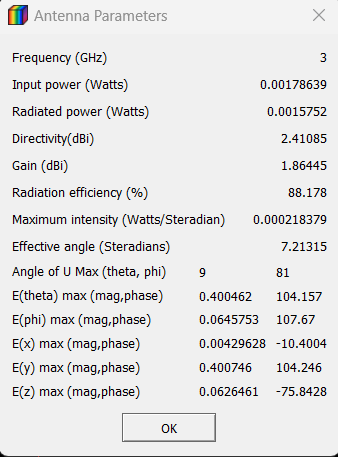 Antenna Parameters
Frequency (GHz) 3
Input power (Watts) 0.00178639
Radiated power (Watts) 0.0015752
Directivity(dBi) 2.41085
Gain (dBi) 1.86445
Radiation efficiency (%) 88.178
Maximum intensity (Watts/Steradian) 0.000218379
Effective angle (Steradians) 7.21315
Angle of U Max (theta, phi) 9 81
E(theta) max (mag,phase) 0.400462 104.157
E(phi) max (mag,phase) 0.0645753 107.67
E(x) max (mag,phase) 0.00429628 -10.4004
E(y) max (mag,phase) 0.400746 104.246
E(z) max (mag,phase) 0.0626461 -75.8428
OK